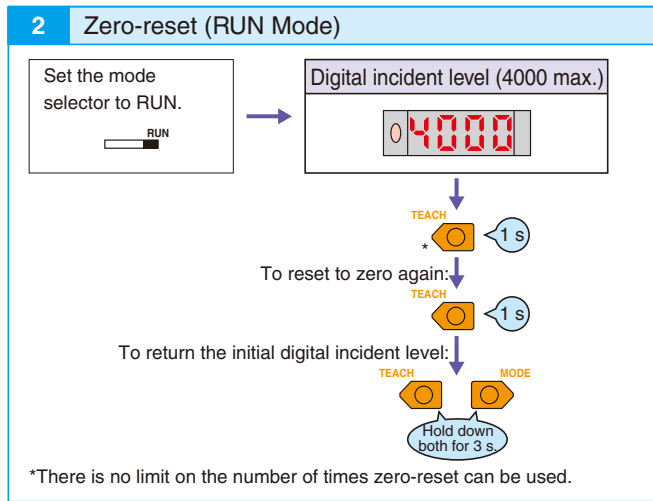 2 Zero-reset (RUN Mode)
Set the mode
selector to RUN.
RUN
Digital incident level (4000 max.)
4000
TEACH
* 1 s
To reset to zero again:
TEACH
1 s
To return the initial digital incident level:
TEACH MODE
Hold down
both for 3 s.
*There is no limit on the number of times zero-reset can be used.